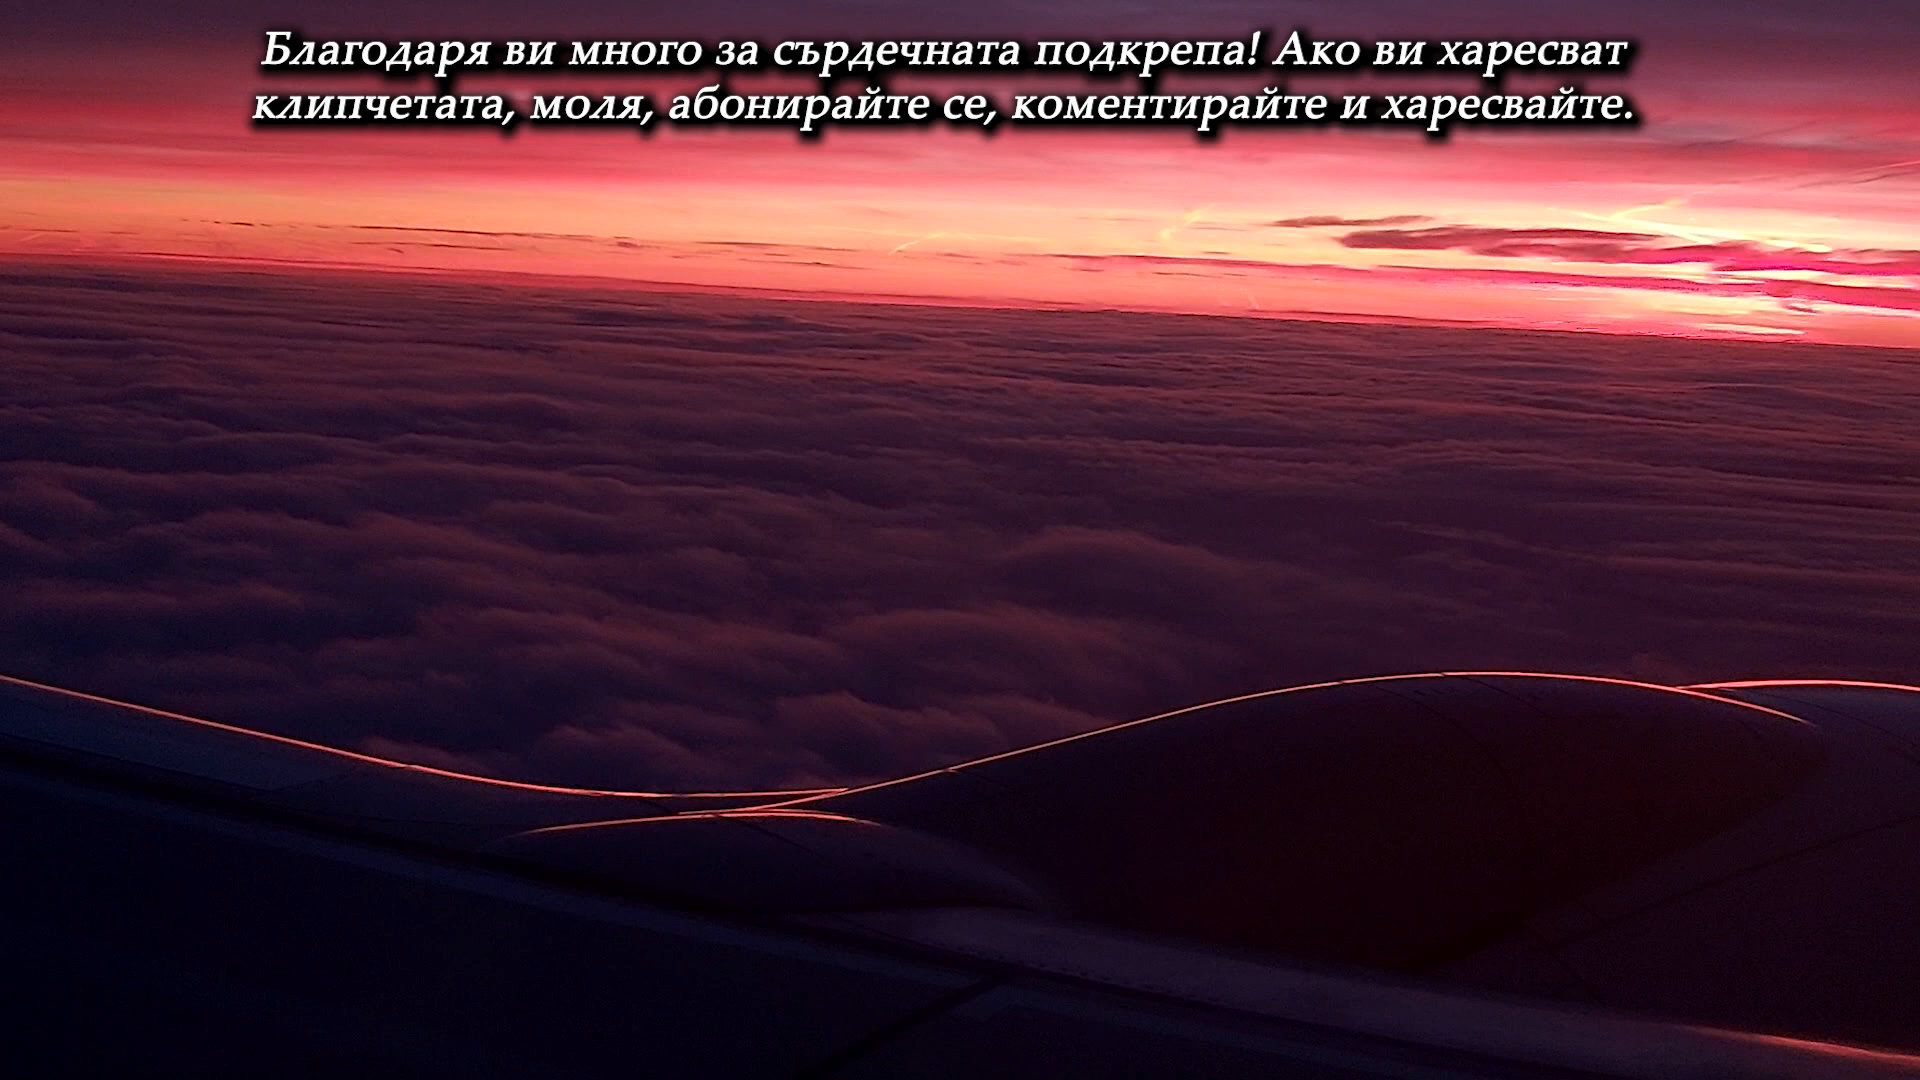 Благодаря ви много за сърдечната подкрепа! Ако ви харесват
клипчетата, моля, абонирайте се, коментирайте и харесвайте.